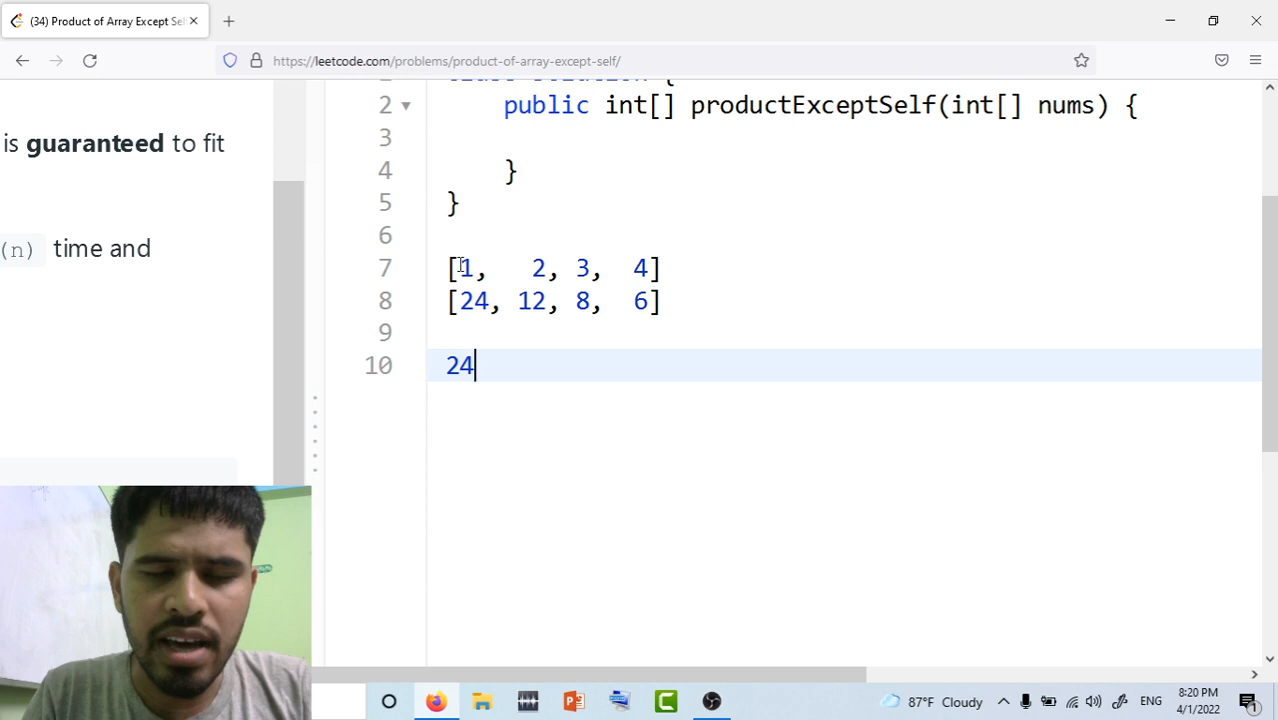 (34) Product of Array Except Sel
https://leetcode.com/problems/product-of-array-except-self/
is guaranteed to fit
(n) time and
2 public int[] productExceptSelf(int[] nums) {
3
4 }
5 }
6
7 [1, 2, 3, 4]
8 [24, 12, 8, 6]
9
10 24
87°F Cloudy
ENG
8:20 PM
4/1/2022
1